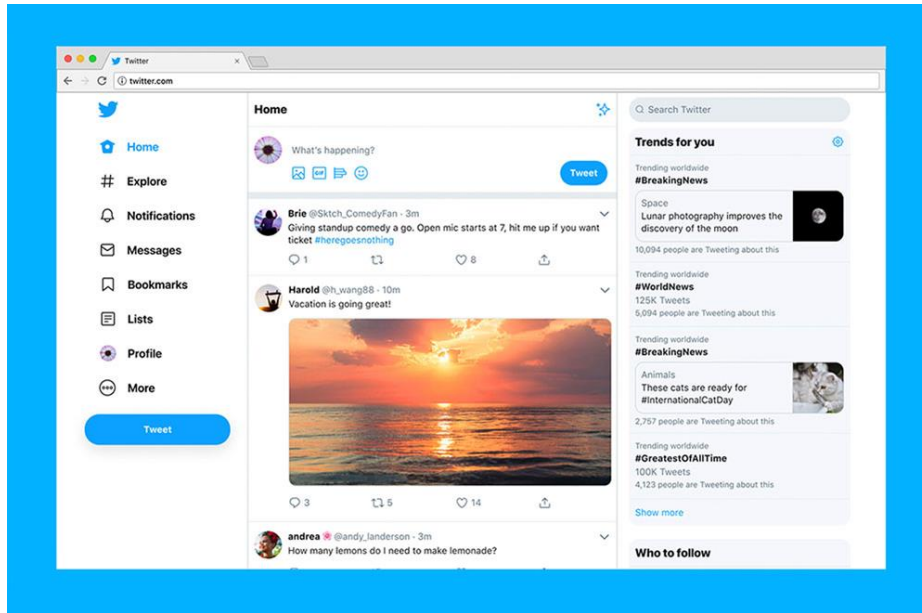 Twitter
twitter.com
Home
Explore
Notifications
Messages
Bookmarks
Lists
Profile
More
Tweet
Home
What's happening?
GIF
Tweet
Brie @Sktch_ComedyFan · 3m
Giving standup comedy a go. Open mic starts at 7, hit me up if you want
ticket #heregoesnothing
1
8
Harold @h_wang88 · 10m
Vacation is going great!
3
5
14
andrea @andy_landerson · 3m
How many lemons do I need to make lemonade?
Search Twitter
Trends for you
Trending worldwide
#BreakingNews
Space
Lunar photography improves the
discovery of the moon
10,094 people are Tweeting about this
Trending worldwide
#WorldNews
125K Tweets
5,094 people are Tweeting about this
Trending worldwide
#BreakingNews
Animals
These cats are ready for
#InternationalCatDay
2,757 people are Tweeting about this
Trending worldwide
#GreatestOfAllTime
100K Tweets
4,123 people are Tweeting about this
Show more
Who to follow